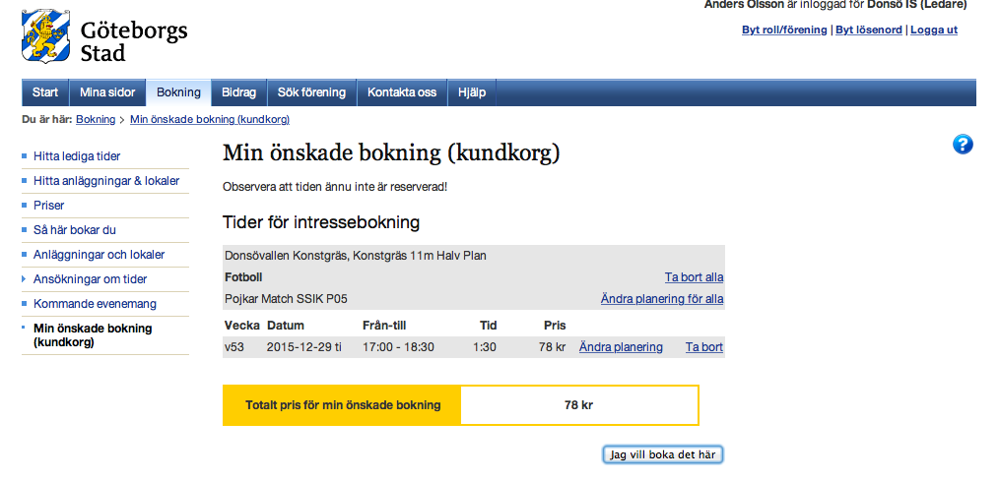 Anders Olsson är inloggad för Donsö IS (Ledare)
Göteborgs
Stad
Byt roll/förening | Byt lösenord | Logga ut
Start Mina sidor Bokning Bidrag Sök förening Kontakta oss Hjälp
Du är här: Bokning > Min önskade bokning (kundkorg)
Hitta lediga tider
Hitta anläggningar & lokaler
Priser
Så här bokar du
Anläggningar och lokaler
Ansökningar om tider
Kommande evenemang
Min önskade bokning
(kundkorg)
Min önskade bokning (kundkorg)
?
Observera att tiden ännu inte är reserverad!
Tider för intressebokning
Donsövallen Konstgräs, Konstgräs 11m Halv Plan
Fotboll Ta bort alla
Pojkar Match SSIK P05 Ändra planering för alla
Vecka Datum Från-till Tid Pris
v53 2015-12-29 ti 17:00 - 18:30 1:30 78 kr Ändra planering Ta bort
Totalt pris för min önskade bokning 78 kr
Jag vill boka det här